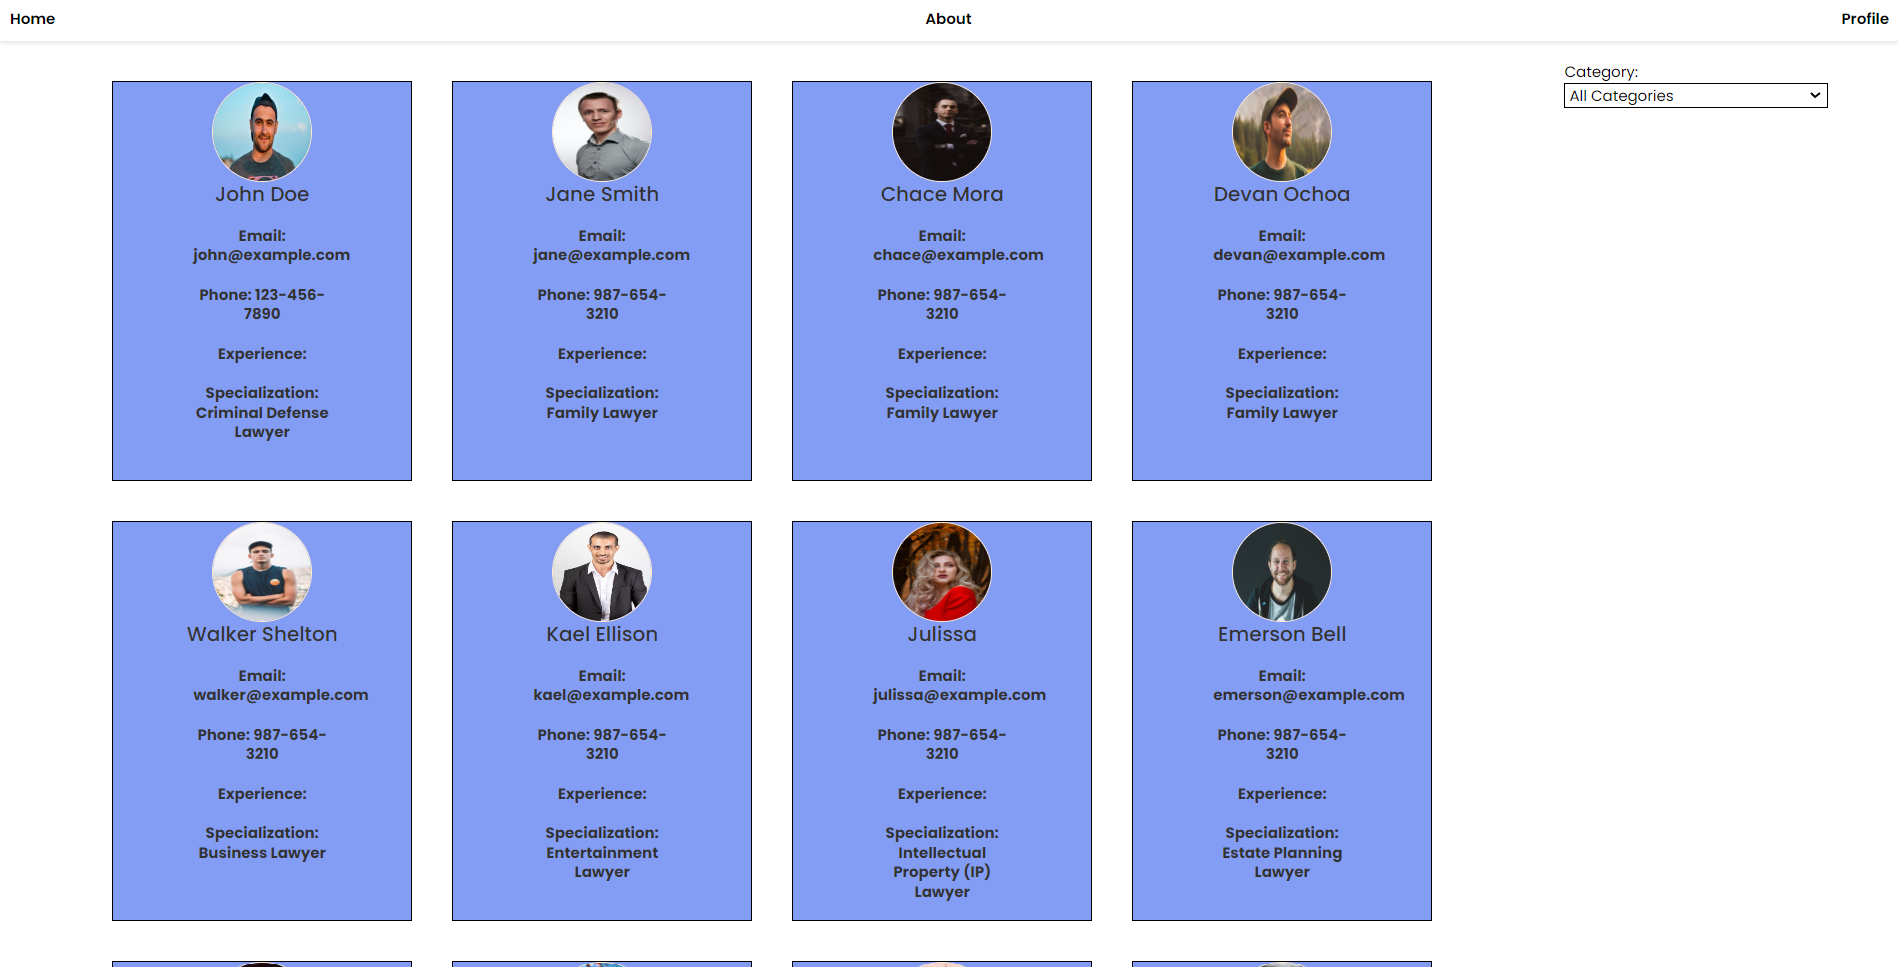 Home
About
Profile
Category:
All Categories
John Doe
Email:
john@example.com
Phone: 123-456-
7890
Experience:
Specialization:
Criminal Defense
Lawyer
Jane Smith
Email:
jane@example.com
Phone: 987-654-
3210
Experience:
Specialization:
Family Lawyer
Chace Mora
Email:
chace@example.com
Phone: 987-654-
3210
Experience:
Specialization:
Family Lawyer
Devan Ochoa
Email:
devan@example.com
Phone: 987-654-
3210
Experience:
Specialization:
Family Lawyer
Walker Shelton
Email:
walker@example.com
Phone: 987-654-
3210
Experience:
Specialization:
Business Lawyer
Kael Ellison
Email:
kael@example.com
Phone: 987-654-
3210
Experience:
Specialization:
Entertainment
Lawyer
Julissa
Email:
julissa@example.com
Phone: 987-654-
3210
Experience:
Specialization:
Intellectual
Property (IP)
Lawyer
Emerson Bell
Email:
emerson@example.com
Phone: 987-654-
3210
Experience:
Specialization:
Estate Planning
Lawyer